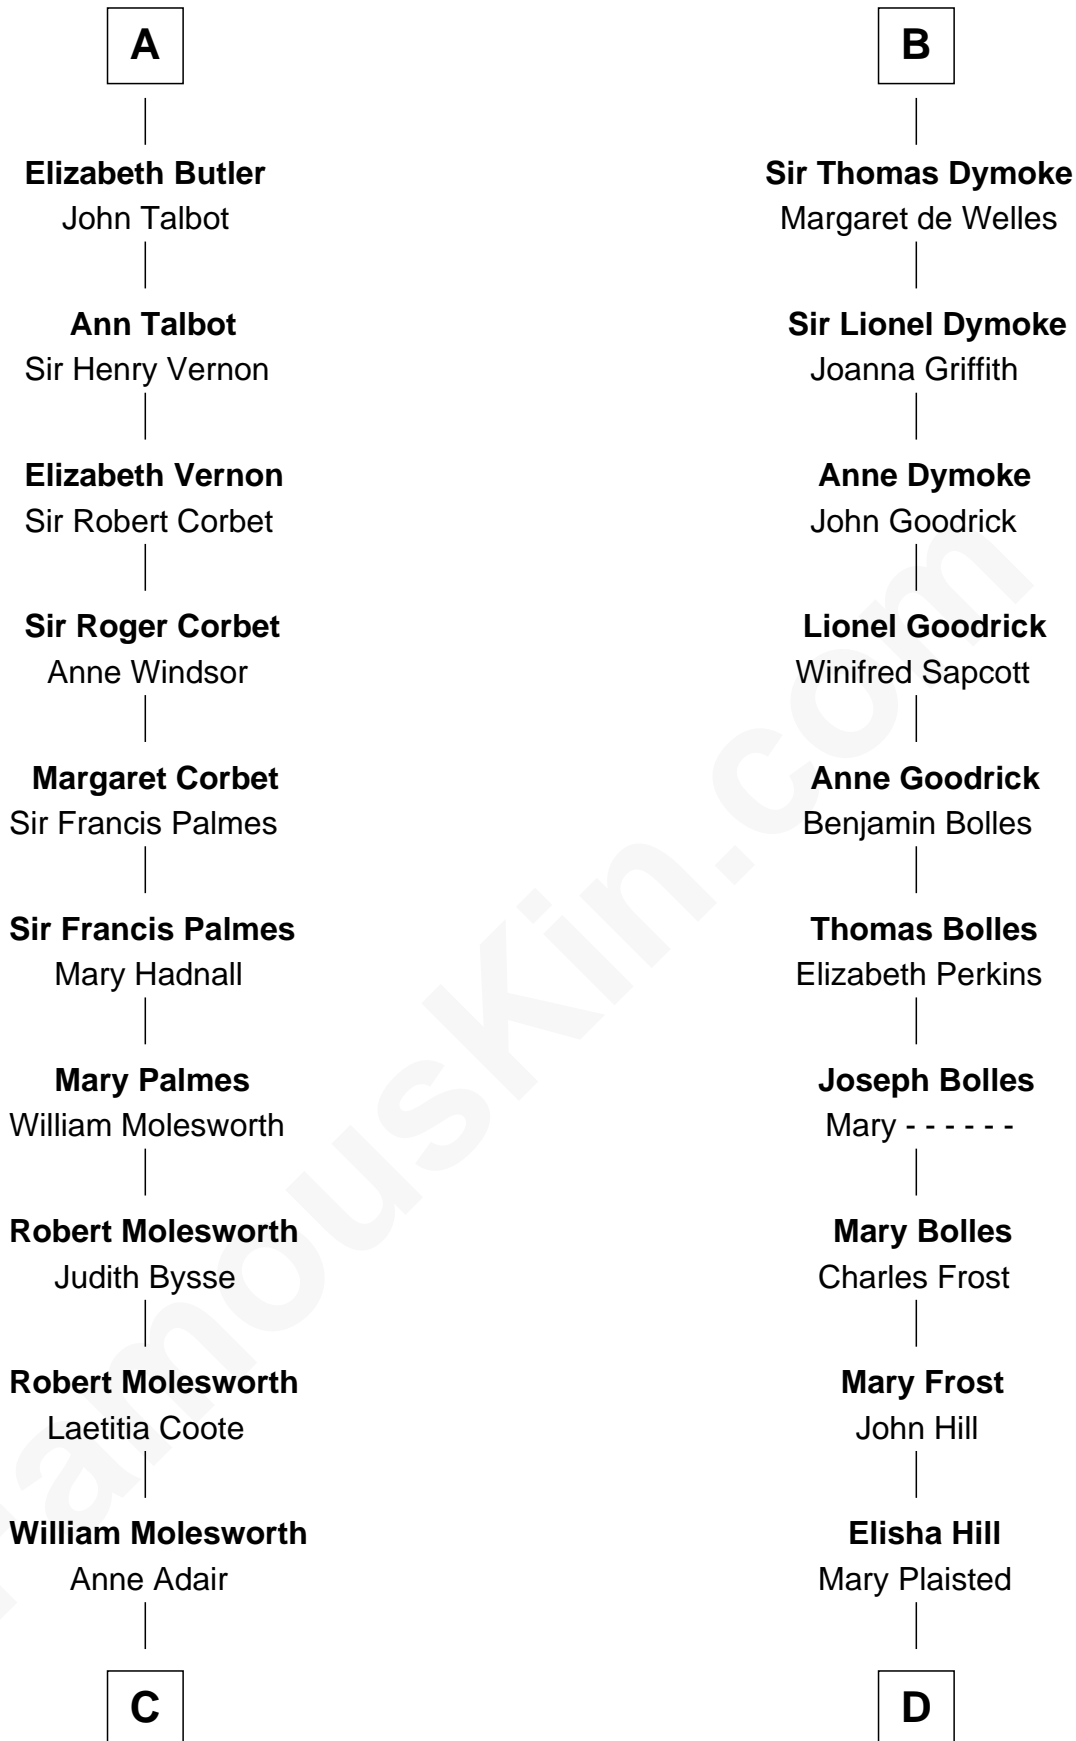 A
Elizabeth Butler
John Talbot
Ann Talbot
Sir Henry Vernon
Elizabeth Vernon
Sir Robert Corbet
Sir Roger Corbet
Anne Windsor
Margaret Corbet
Sir Francis Palmes
Sir Francis Palmes
Mary Hadnall
Mary Palmes
William Molesworth
Robert Molesworth
Judith Bysse
Robert Molesworth
Laetitia Coote
William Molesworth
Anne Adair
C
B
Sir Thomas Dymoke
Margaret de Welles
Sir Lionel Dymoke
Joanna Griffith
Anne Dymoke
John Goodrick
Lionel Goodrick
Winifred Sapcott
Anne Goodrick
Benjamin Bolles
Thomas Bolles
Elizabeth Perkins
Joseph Bolles
Mary - - - - - -
Mary Bolles
Charles Frost
Mary Frost
John Hill
Elisha Hill
Mary Plaisted
D
FamousKin.com